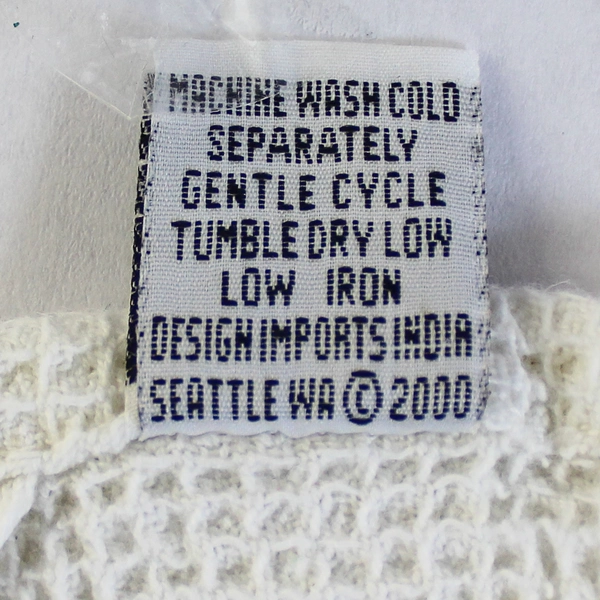 MACHINE WASH COLD
SEPARATELY
GENTLE CYCLE
TUMBLE DRY LOW
LOW IRON
DESIGN IMPORTS INDIA
SEATTLE WA © 2000